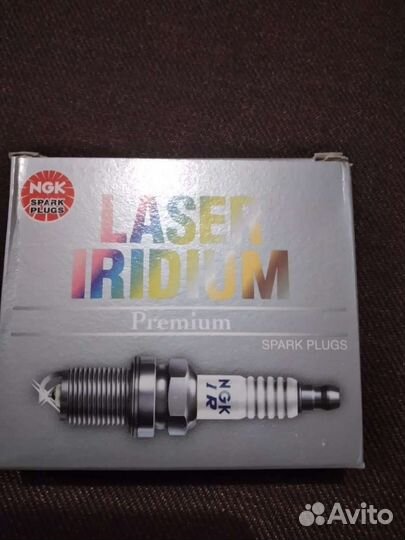 NGK
SPARK
PLUGS
LASER
IRIDIUM
Premium
SPARK PLUGS
NGK
IR
Avito